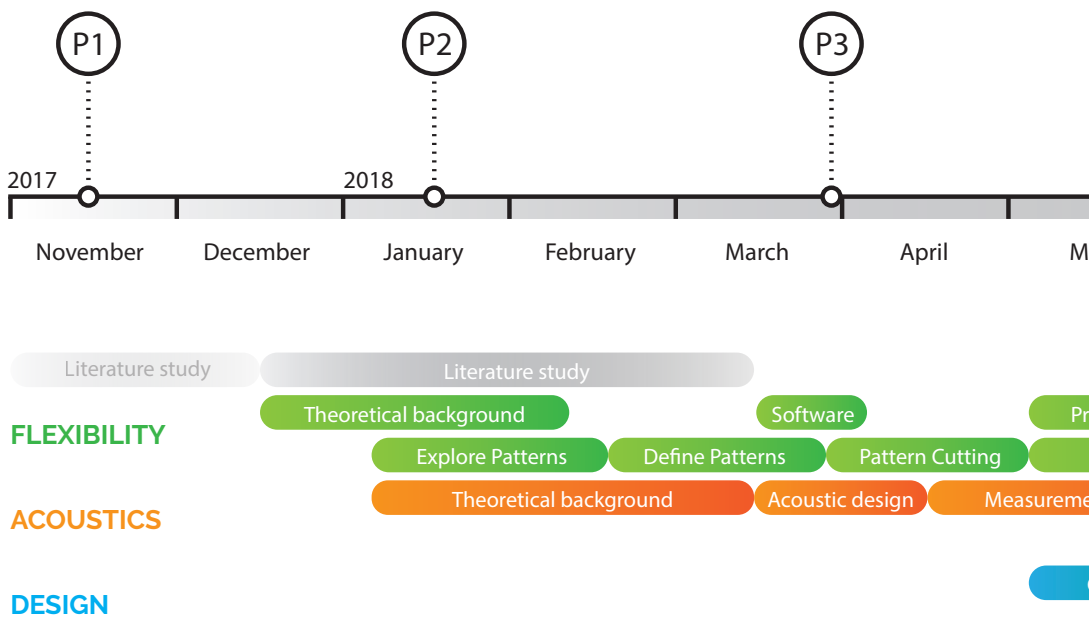 P1 P2 P3
2017 2018
November December January February March April
Literature study Literature study
Theoretical background Software
FLEXIBILITY
Explore Patterns Define Patterns Pattern Cutting
Theoretical background Acoustic design
ACOUSTICS
DESIGN